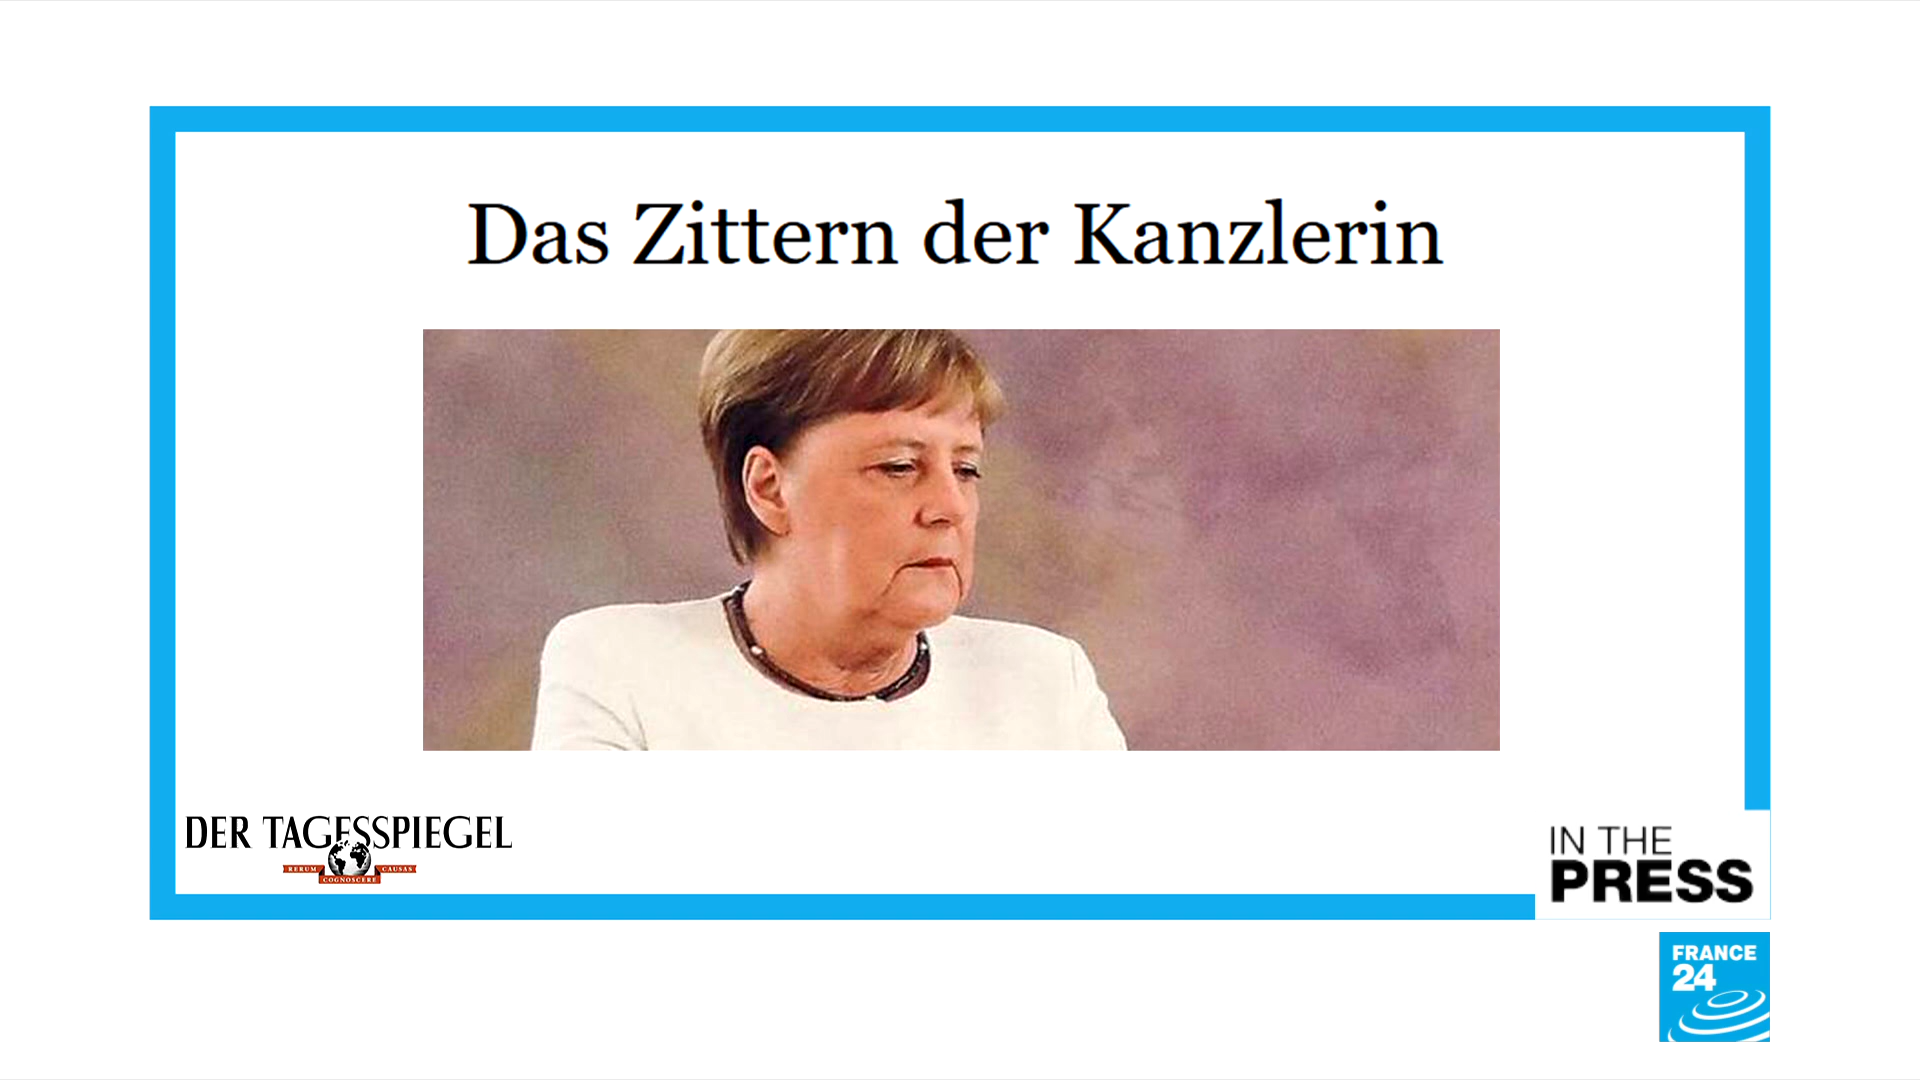 Das Zittern der Kanzlerin
DER TAGESSPIEGEL
RERUM CAUSAS
COGNOSCERE
IN THE
PRESS
FRANCE
24